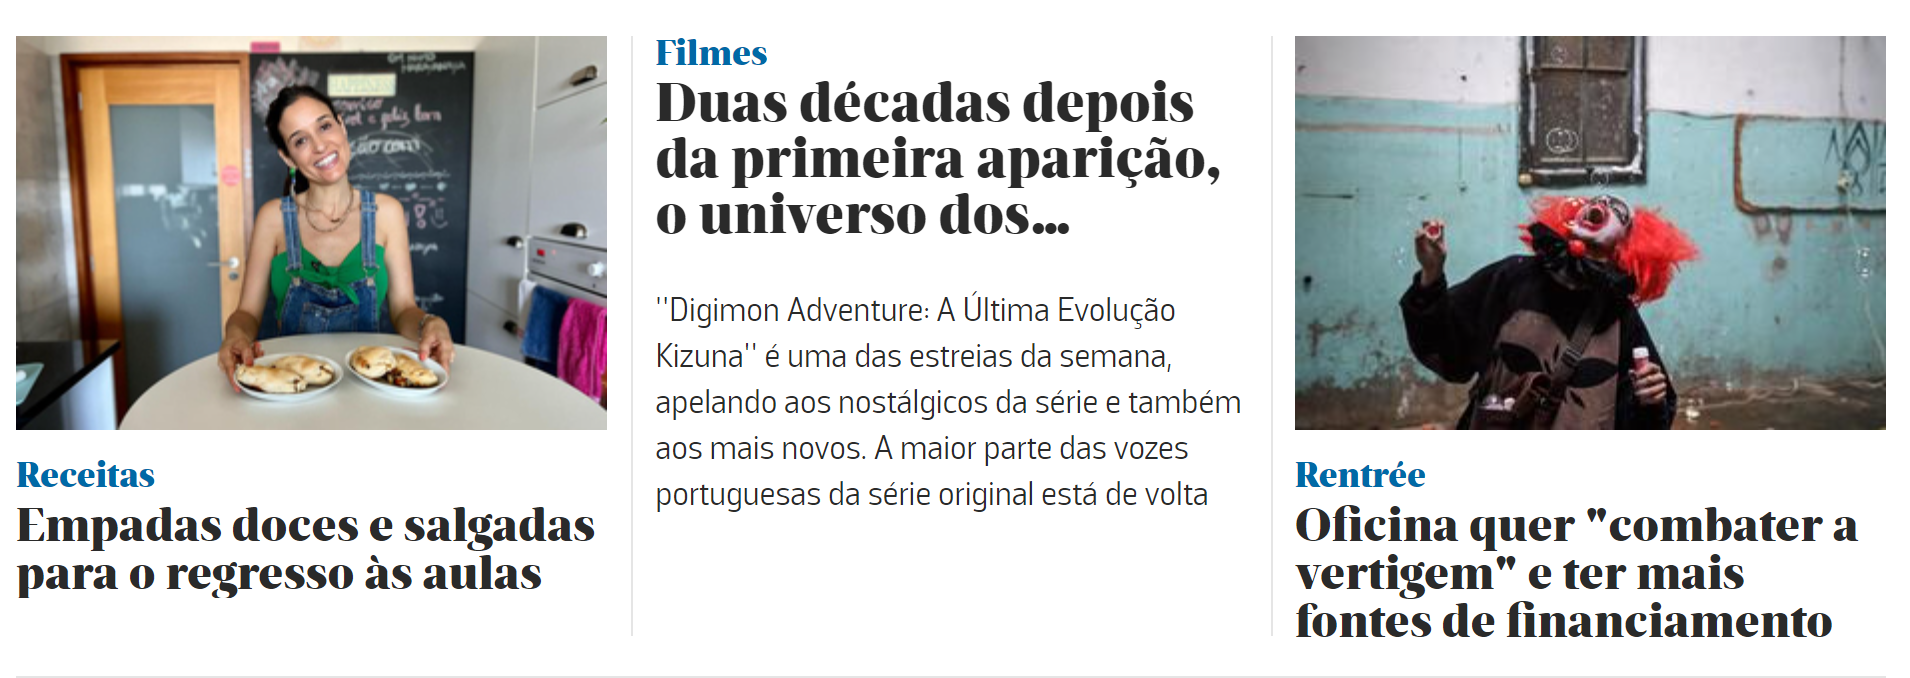 HAPPINESS
Receitas
Empadas doces e salgadas
para o regresso às aulas
Filmes
Duas décadas depois
da primeira aparição,
o universo dos...
''Digimon Adventure: A Última Evolução
Kizuna'' é uma das estreias da semana,
apelando aos nostálgicos da série e também
aos mais novos. A maior parte das vozes
portuguesas da série original está de volta
Rentrée
Oficina quer "combater a
vertigem" e ter mais
fontes de financiamento